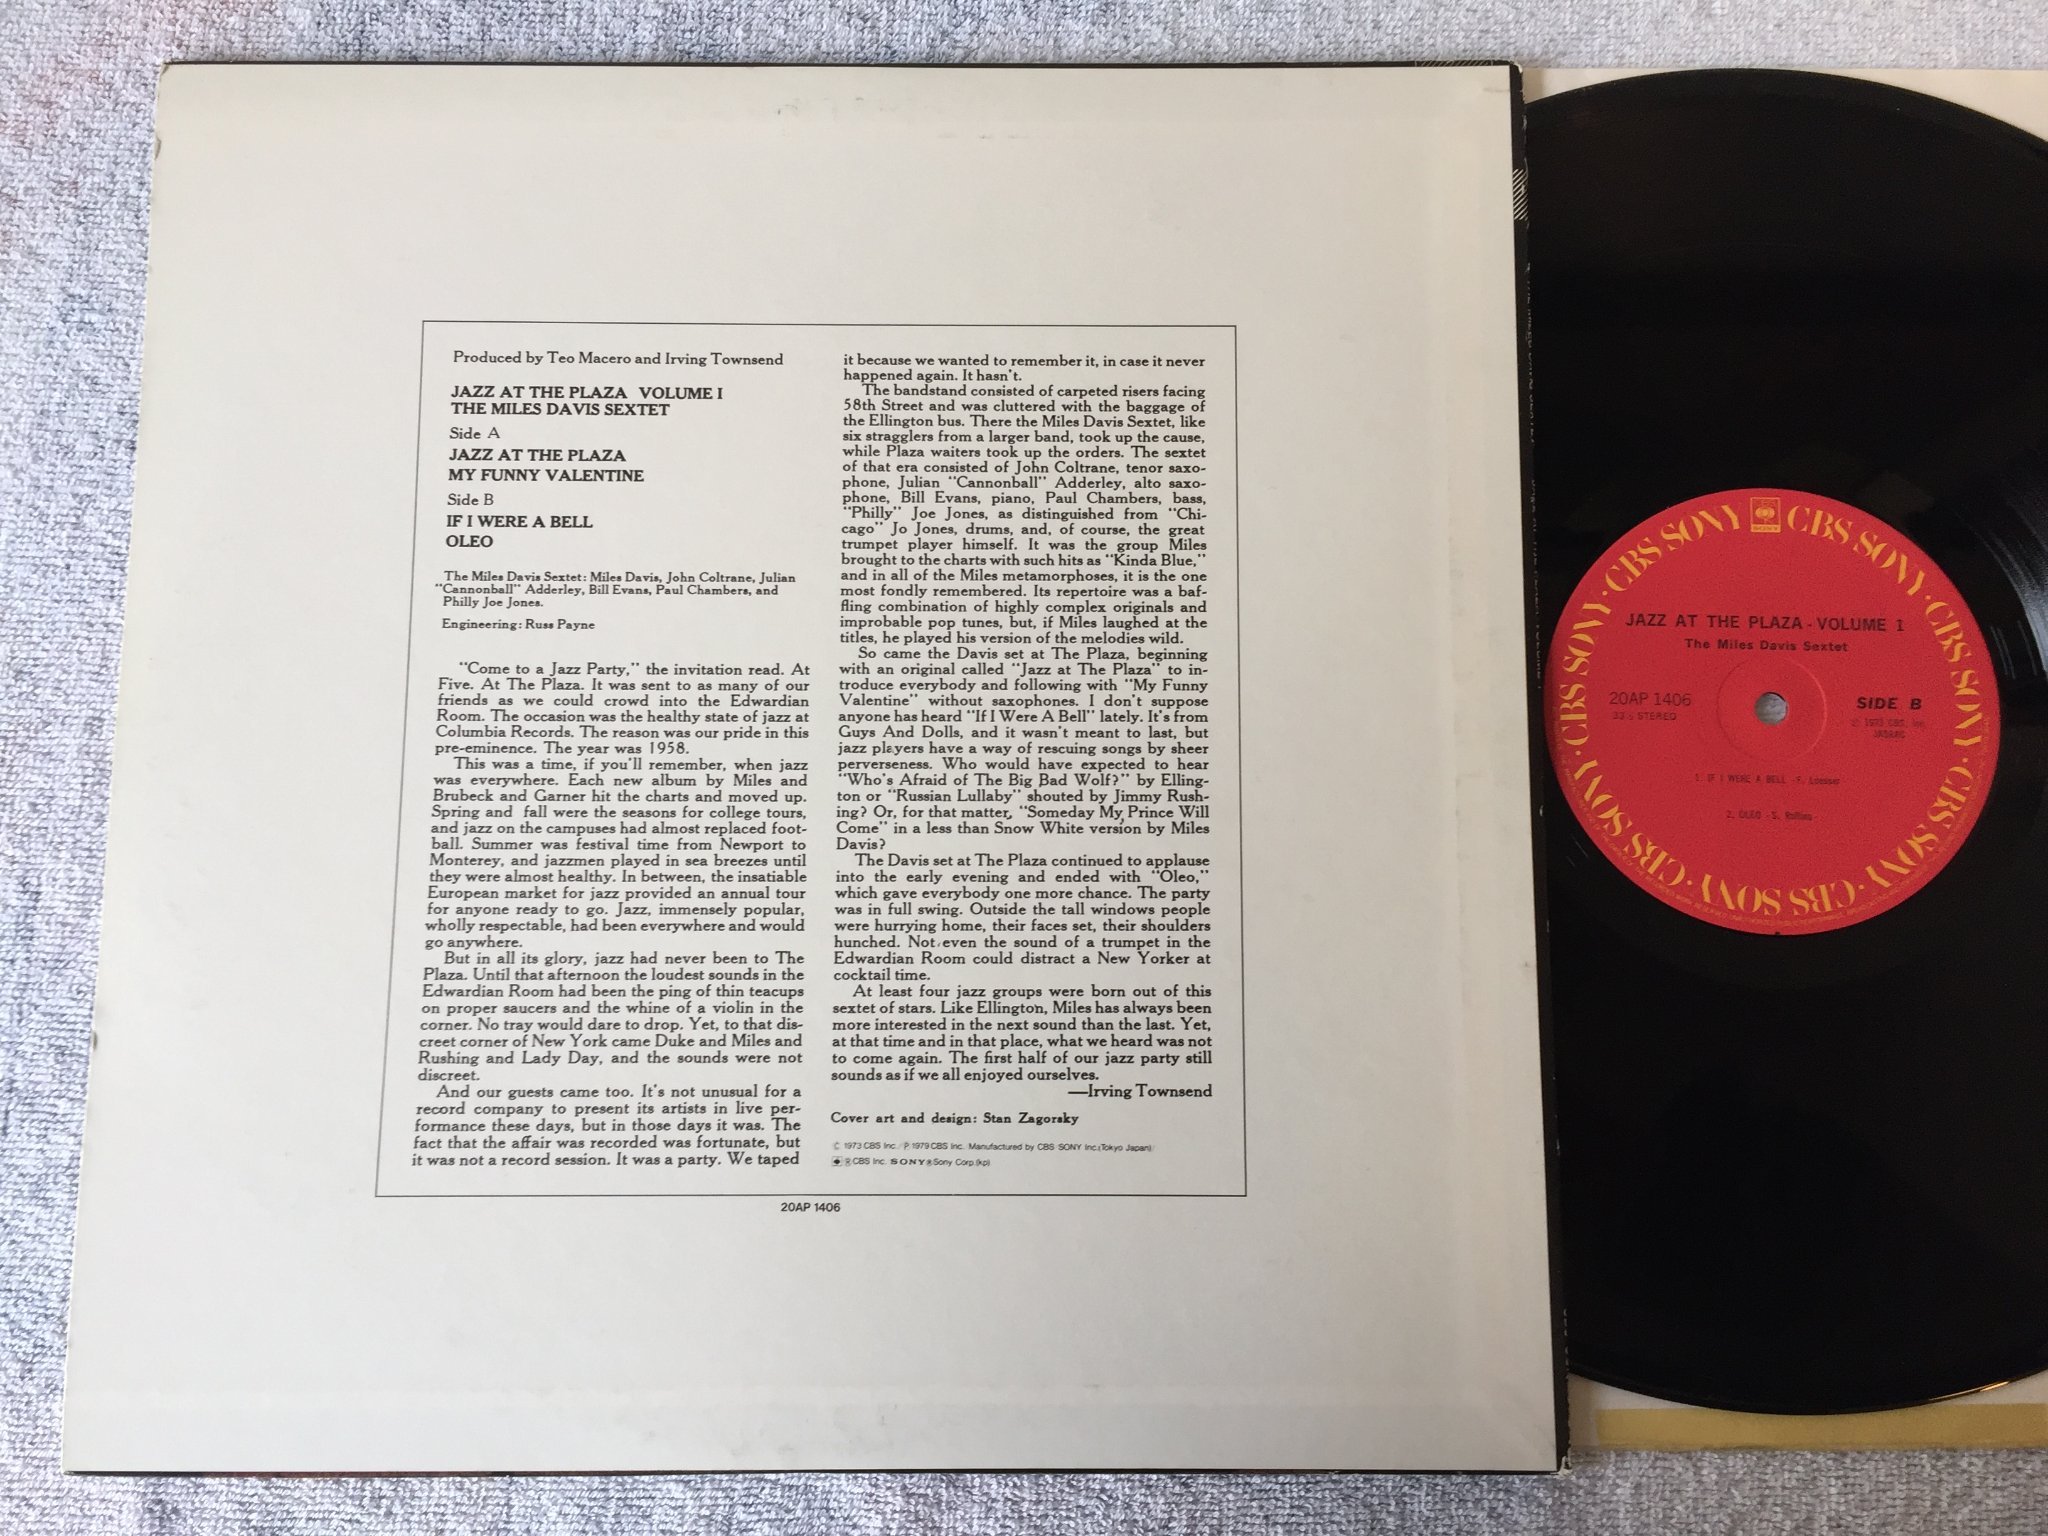 Produced by Teo Macero and Irving Townsend
JAZZ AT THE PLAZA VOLUME I
THE MILES DAVIS SEXTET
Side A
JAZZ AT THE PLAZA
MY FUNNY VALENTINE
Side B
IF I WERE A BELL
OLEO
The Miles Davis Sextet: Miles Davis, John Coltrane, Julian
"Cannonball" Adderley, Bill Evans, Paul Chambers, and
Philly Joe Jones.
Engineering: Russ Payne
"Come to a Jazz Party," the invitation read. At
Five. At The Plaza. It was sent to as many of our
friends as we could crowd into the Edwardian
Room. The occasion was the healthy state of jazz at
Columbia Records. The reason was our pride in this
pre-eminence. The year was 1958.
This was a time, if you'll remember, when jazz
was everywhere. Each new album by Miles and
Brubeck and Garner hit the charts and moved up.
Spring and fall were the seasons for college tours,
and jazz on the campuses had almost replaced foot-
ball. Summer was festival time from Newport to
Monterey, and jazzmen played in sea breezes until
they were almost healthy. In between, the insatiable
European market for jazz provided an annual tour
for anyone ready to go. Jazz, immensely popular,
wholly respectable, had been everywhere and would
go anywhere.
But in all its glory, jazz had never been to The
Plaza. Until that afternoon the loudest sounds in the
Edwardian Room had been the ping of thin teacups
on proper saucers and the whine of a violin in the
corner. No tray would dare to drop. Yet, to that dis-
creet corner of New York came Duke and Miles and
Rushing and Lady Day, and the sounds were not
discreet.
And our guests came too. It's not unusual for a
record company to present its artists in live per-
formance these days, but in those days it was. The
fact that the affair was recorded was fortunate, but
it was not a record session. It was a party. We taped
it because we wanted to remember it, in case it never
happened again. It hasn't.
The bandstand consisted of carpeted risers facing
58th Street and was cluttered with the baggage of
the Ellington bus. There the Miles Davis Sextet, like
six stragglers from a larger band, took up the cause,
while Plaza waiters took up the orders. The sextet
of that era consisted of John Coltrane, tenor saxo-
phone, Julian "Cannonball" Adderley, alto saxo-
phone, Bill Evans, piano, Paul Chambers, bass,
"Philly" Joe Jones, as distinguished from "Chi-
cago" Jo Jones, drums, and, of course, the great
trumpet player himself. It was the group Miles
brought to the charts with such hits as "Kinda Blue,"
and in all of the Miles metamorphoses, it is the one
most fondly remembered. Its repertoire was a baf-
fling combination of highly complex originals and
improbable pop tunes, but, if Miles laughed at the
titles, he played his version of the melodies wild.
So came the Davis set at The Plaza, beginning
with an original called "Jazz at The Plaza" to in-
troduce everybody and following with "My Funny
Valentine" without saxophones. I don't suppose
anyone has heard "If I Were A Bell" lately. It's from
Guys And Dolls, and it wasn't meant to last, but
jazz players have a way of rescuing songs by sheer
perverseness. Who would have expected to hear
"Who's Afraid of The Big Bad Wolf?" by Elling-
ton or "Russian Lullaby" shouted by Jimmy Rush-
ing? Or, for that matter, "Someday My Prince Will
Come" in a less than Snow White version by Miles
Davis?
The Davis set at The Plaza continued to applause
into the early evening and ended with "Oleo,"
which gave everybody one more chance. The party
was in full swing. Outside the tall windows people
were hurrying home, their faces set, their shoulders
hunched. Not even the sound of a trumpet in the
Edwardian Room could distract a New Yorker at
cocktail time.
At least four jazz groups were born out of this
sextet of stars. Like Ellington, Miles has always been
more interested in the next sound than the last. Yet,
at that time and in that place, what we heard was not
to come again. The first half of our jazz party still
sounds as if we all enjoyed ourselves.
—Irving Townsend
Cover art and design: Stan Zagorsky
© 1973 CBS Inc. ℗ 1979 CBS Inc. Manufactured by CBS SONY Inc.(Tokyo Japan)
®CBS Inc. SONY®Sony Corp.(kp)
20AP 1406
CBS SONY · CBS SONY · CBS SONY · CBS SONY · CBS SONY · CBS SONY · CBS SONY · CBS SONY
SONY
JAZZ AT THE PLAZA - VOLUME 1
The Miles Davis Sextet
20AP 1406
STEREO
SIDE B
© 1973 CBS, Inc.
1. IF I WERE A BELL -F. Loesser
2. OLEO -S. Rollins